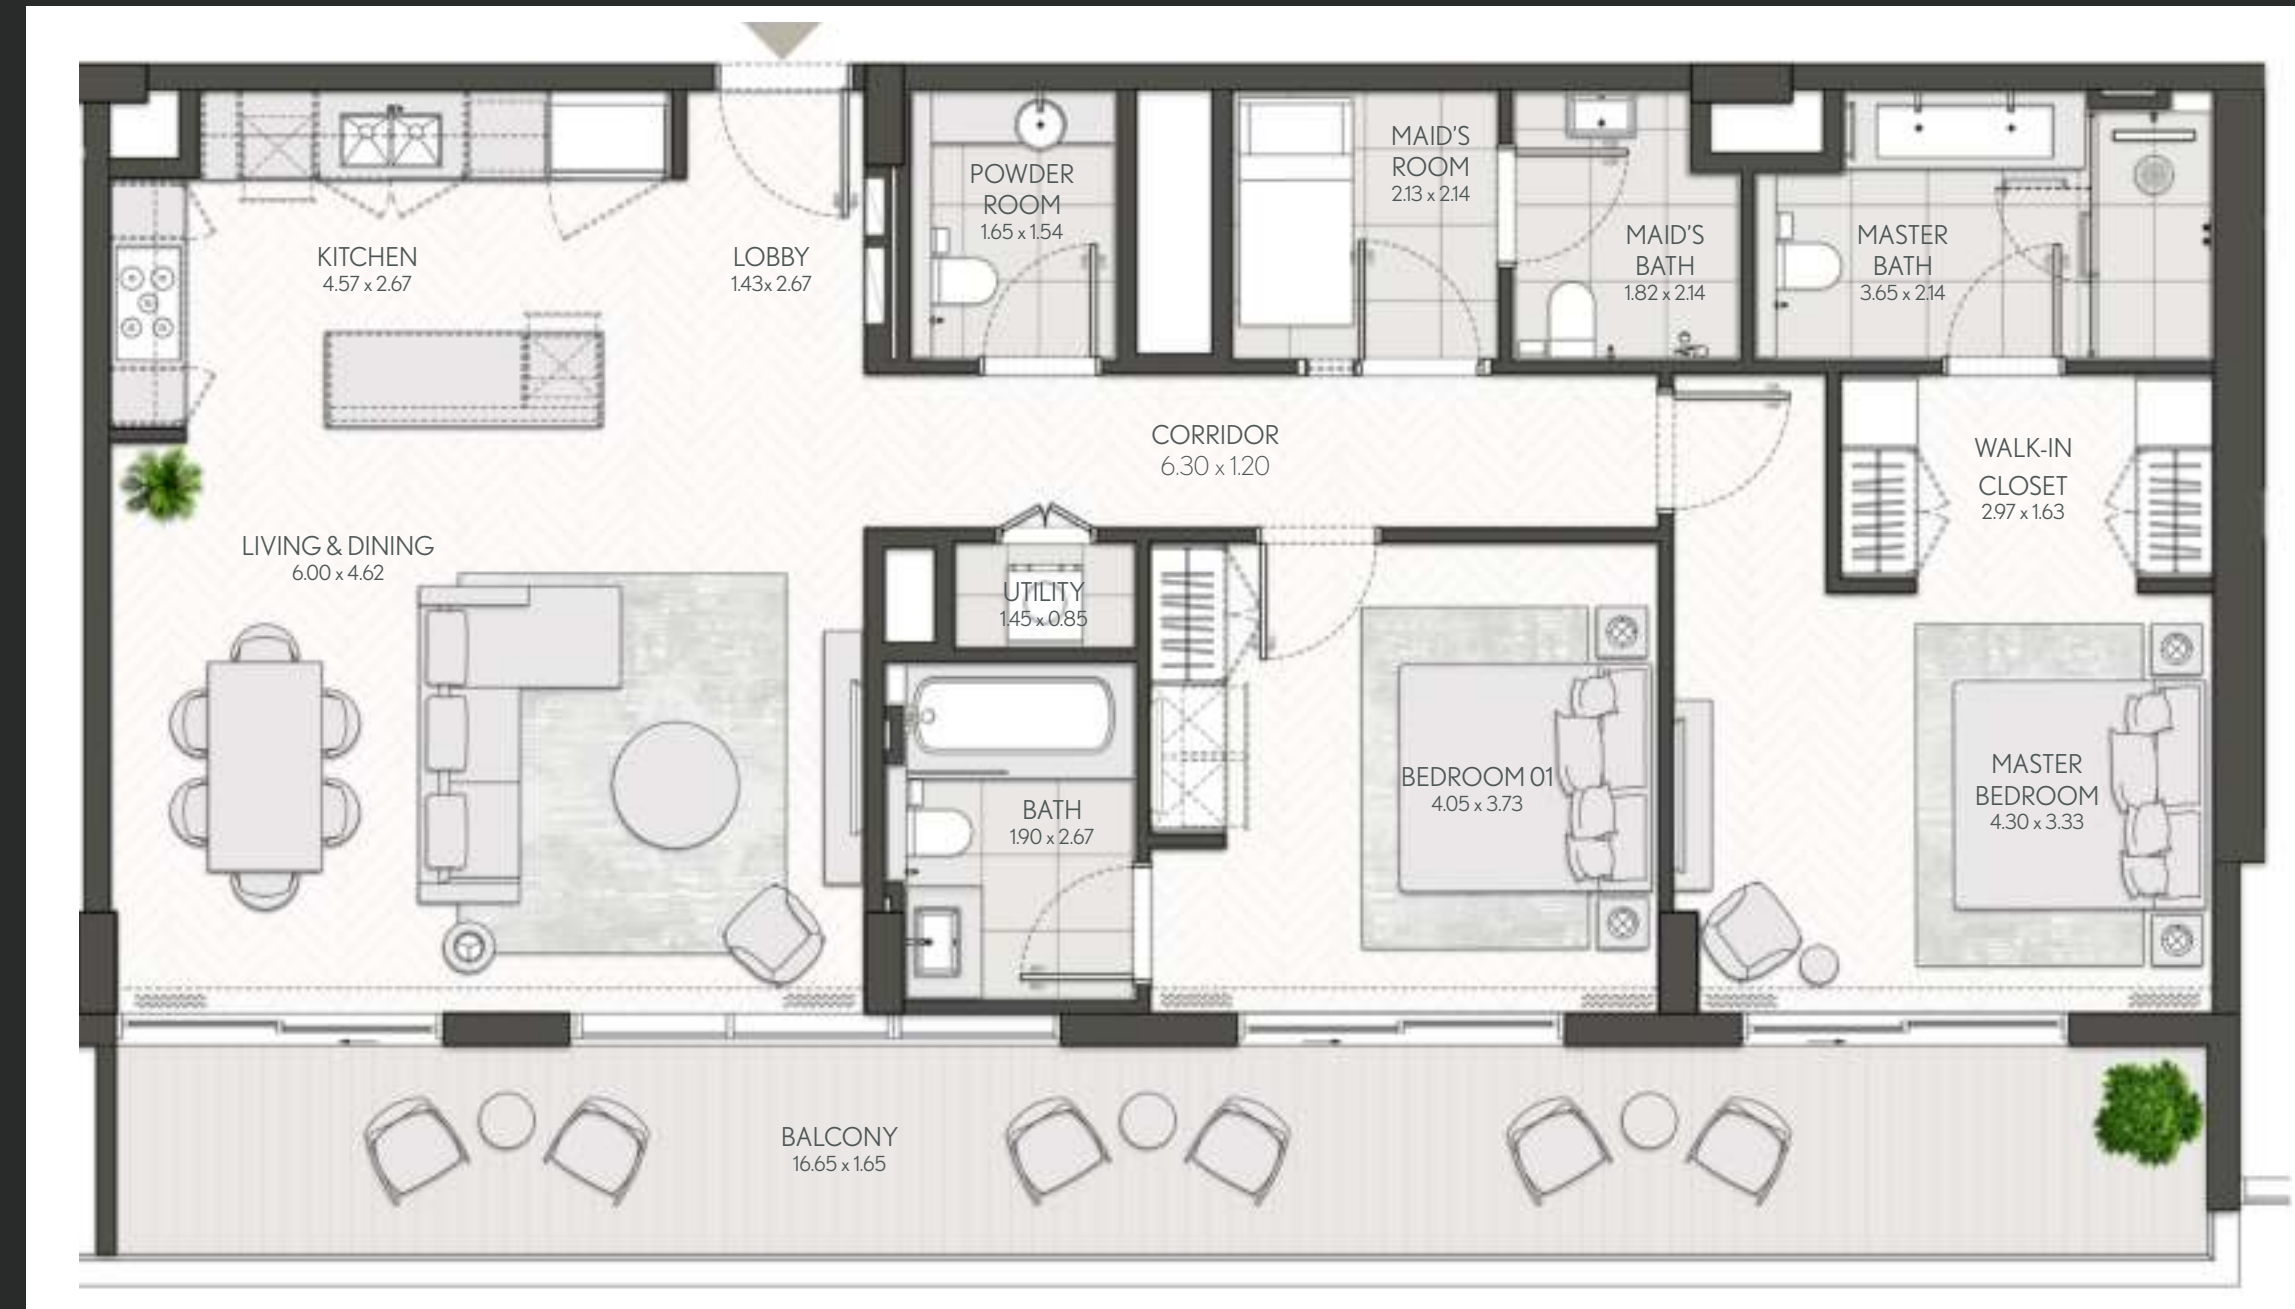 POWDER
ROOM
1.65 x 1.54
MAID'S
ROOM
2.13 x 2.14
KITCHEN
4.57 x 2.67
LOBBY
1.43x 2.67
MAID'S
BATH
1.82 x 2.14
MASTER
BATH
3.65 x 2.14
CORRIDOR
6.30 x 1.20
WALK-IN
CLOSET
2.97 x 1.63
LIVING & DINING
6.00 x 4.62
UTILITY
1.45 x 0.85
BATH
1.90 x 2.67
BEDROOM 01
4.05 x 3.73
MASTER
BEDROOM
4.30 x 3.33
BALCONY
16.65 x 1.65